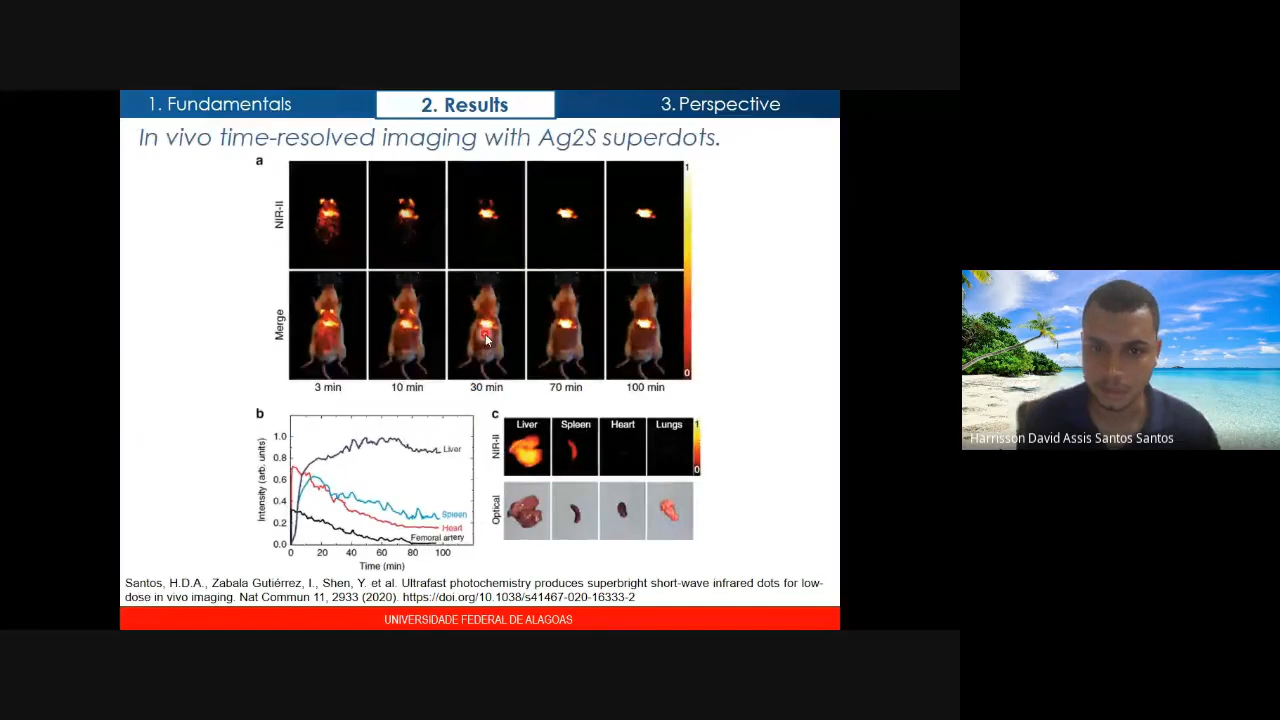 1. Fundamentals
2. Results
3. Perspective
In vivo time-resolved imaging with Ag2S superdots.
a
NIR-II
1
Merge
0
3 min
10 min
30 min
70 min
100 min
b
Intensity (arb. units)
1.0
0.8
0.6
0.4
0.2
0.0
Liver
Spleen
Heart
Femoral artery
0 20 40 60 80 100
Time (min)
c
Liver Spleen Heart Lungs
NIR-II
1
0
Optical
Santos, H.D.A., Zabala Gutiérrez, I., Shen, Y. et al. Ultrafast photochemistry produces superbright short-wave infrared dots for low-
dose in vivo imaging. Nat Commun 11, 2933 (2020). https://doi.org/10.1038/s41467-020-16333-2
UNIVERSIDADE FEDERAL DE ALAGOAS
Harrisson David Assis Santos Santos